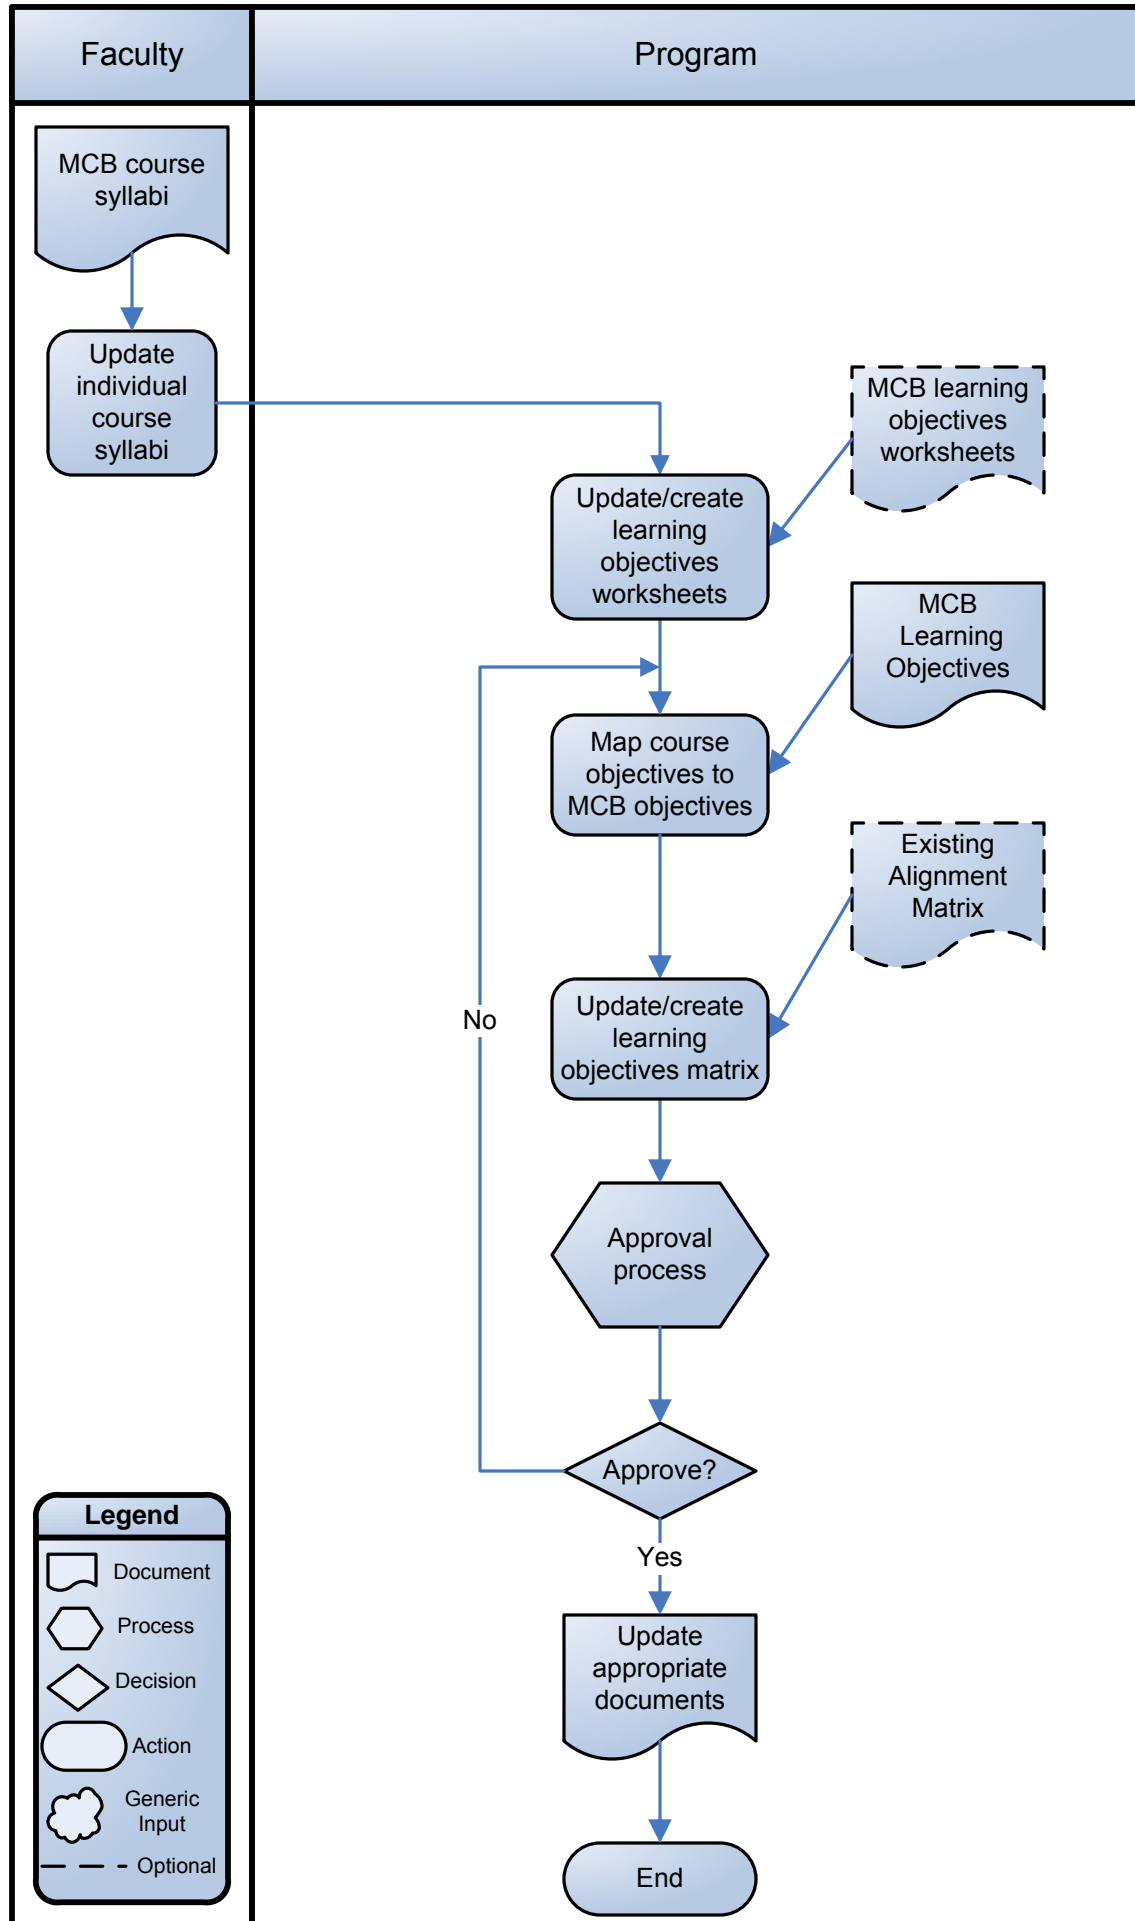 Faculty
Program
MCB course
syllabi
Update
individual
course
syllabi
MCB learning
objectives
worksheets
Update/create
learning
objectives
worksheets
MCB
Learning
Objectives
Map course
objectives to
MCB objectives
Existing
Alignment
Matrix
Update/create
learning
objectives matrix
No
Approval
process
Approve?
Yes
Update
appropriate
documents
End
Legend
Document
Process
Decision
Action
Generic
Input
Optional